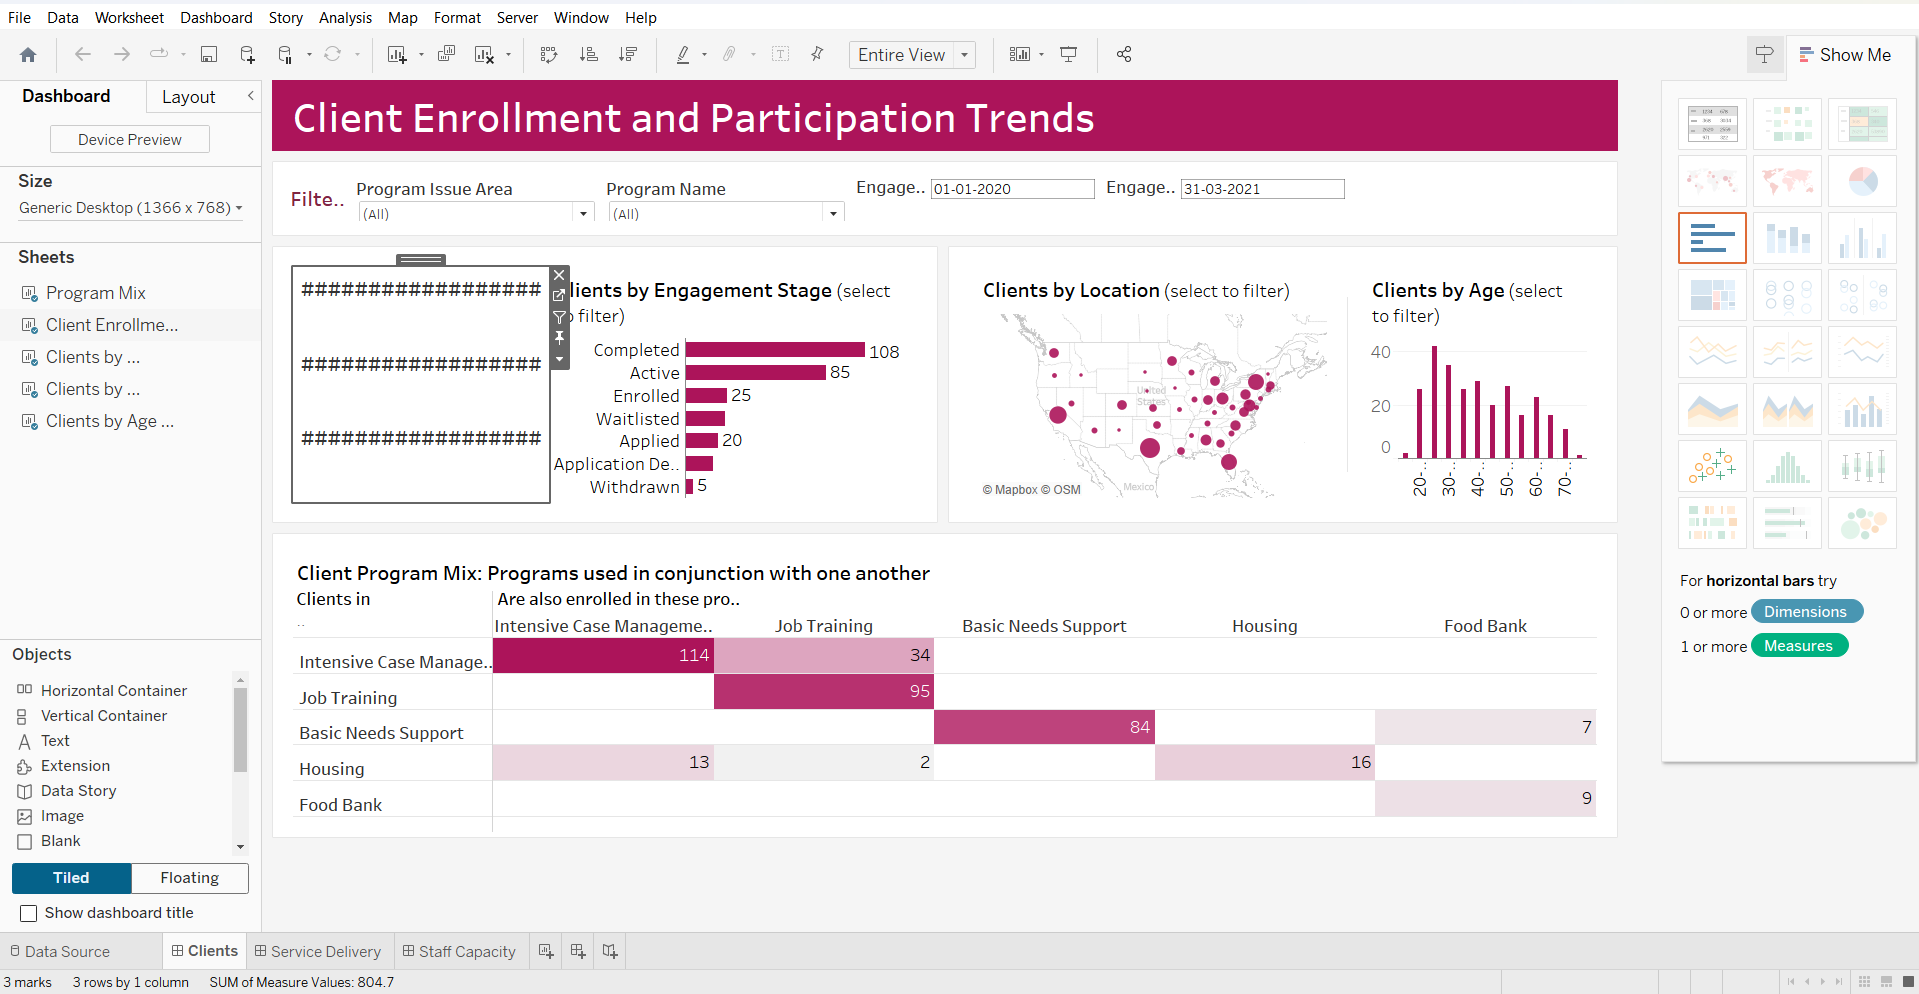 File Data Worksheet Dashboard Story Analysis Map Format Server Window Help
Entire View
Show Me
Dashboard Layout
Device Preview
Size
Generic Desktop (1366 x 768)
Sheets
Program Mix
Client Enrollme...
Clients by ...
Clients by ...
Clients by Age ...
Objects
Horizontal Container
Vertical Container
Text
Extension
Data Story
Image
Blank
Tiled Floating
Show dashboard title
Client Enrollment and Participation Trends
Filte..
Program Issue Area
(All)
Program Name
(All)
Engage.. 01-01-2020
Engage.. 31-03-2021
##################
##################
##################
lients by Engagement Stage (select
o filter)
Completed 108
Active 85
Enrolled 25
Waitlisted
Applied 20
Application De..
Withdrawn 5
Clients by Location (select to filter)
United
States
Mexico
© Mapbox © OSM
Clients by Age (select
to filter)
40
20
0
20-.. 30-.. 40-.. 50-.. 60-.. 70-..
Client Program Mix: Programs used in conjunction with one another
Clients in
..
Are also enrolled in these pro..
Intensive Case Manageme.. Job Training Basic Needs Support Housing Food Bank
Intensive Case Manage.. 114 34
Job Training 95
Basic Needs Support 84 7
Housing 13 2 16
Food Bank 9
For horizontal bars try
0 or more Dimensions
1 or more Measures
Data Source Clients Service Delivery Staff Capacity
3 marks 3 rows by 1 column SUM of Measure Values: 804.7